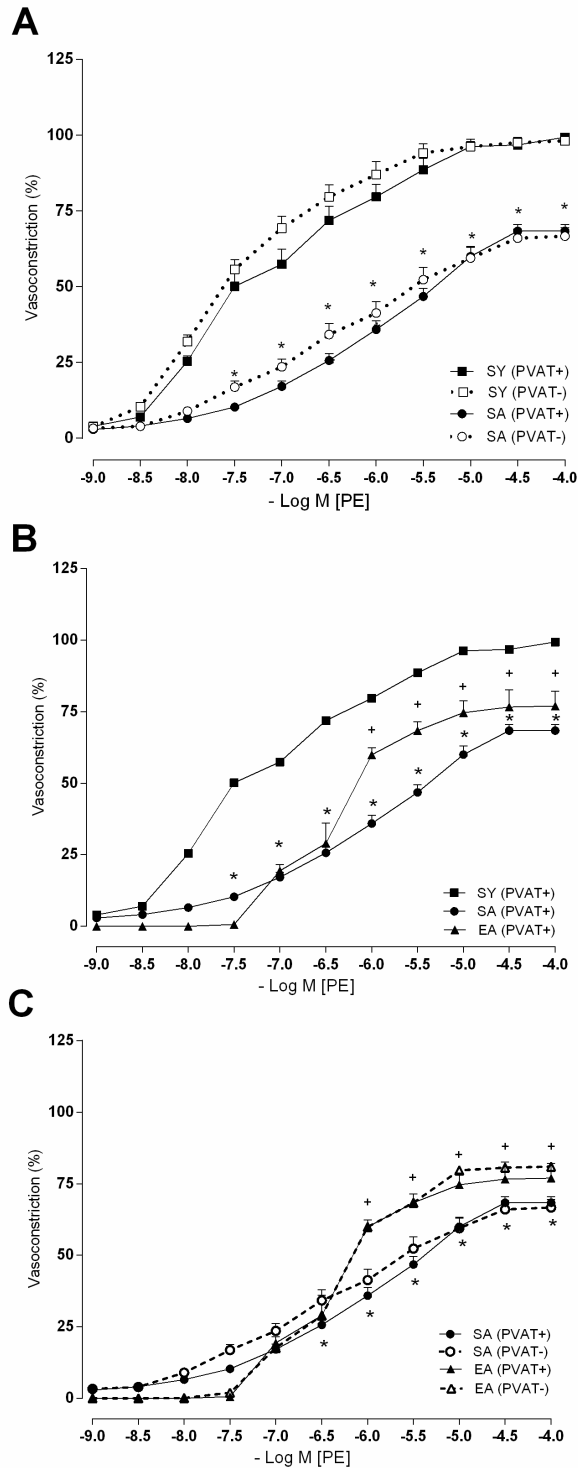 A
125
100
75
50
25
0
Vasoconstriction (%)
* * * * * * * *
SY (PVAT+)
SY (PVAT-)
SA (PVAT+)
SA (PVAT-)
-9.0 -8.5 -8.0 -7.5 -7.0 -6.5 -6.0 -5.5 -5.0 -4.5 -4.0
- Log M [PE]
B
125
100
75
50
25
0
Vasoconstriction (%)
+ + + + +
* * * * * * * *
SY (PVAT+)
SA (PVAT+)
EA (PVAT+)
-9.0 -8.5 -8.0 -7.5 -7.0 -6.5 -6.0 -5.5 -5.0 -4.5 -4.0
- Log M [PE]
C
125
100
75
50
25
0
Vasoconstriction (%)
+ + + + +
* * * * * *
SA (PVAT+)
SA (PVAT-)
EA (PVAT+)
EA (PVAT-)
-9.0 -8.5 -8.0 -7.5 -7.0 -6.5 -6.0 -5.5 -5.0 -4.5 -4.0
- Log M [PE]